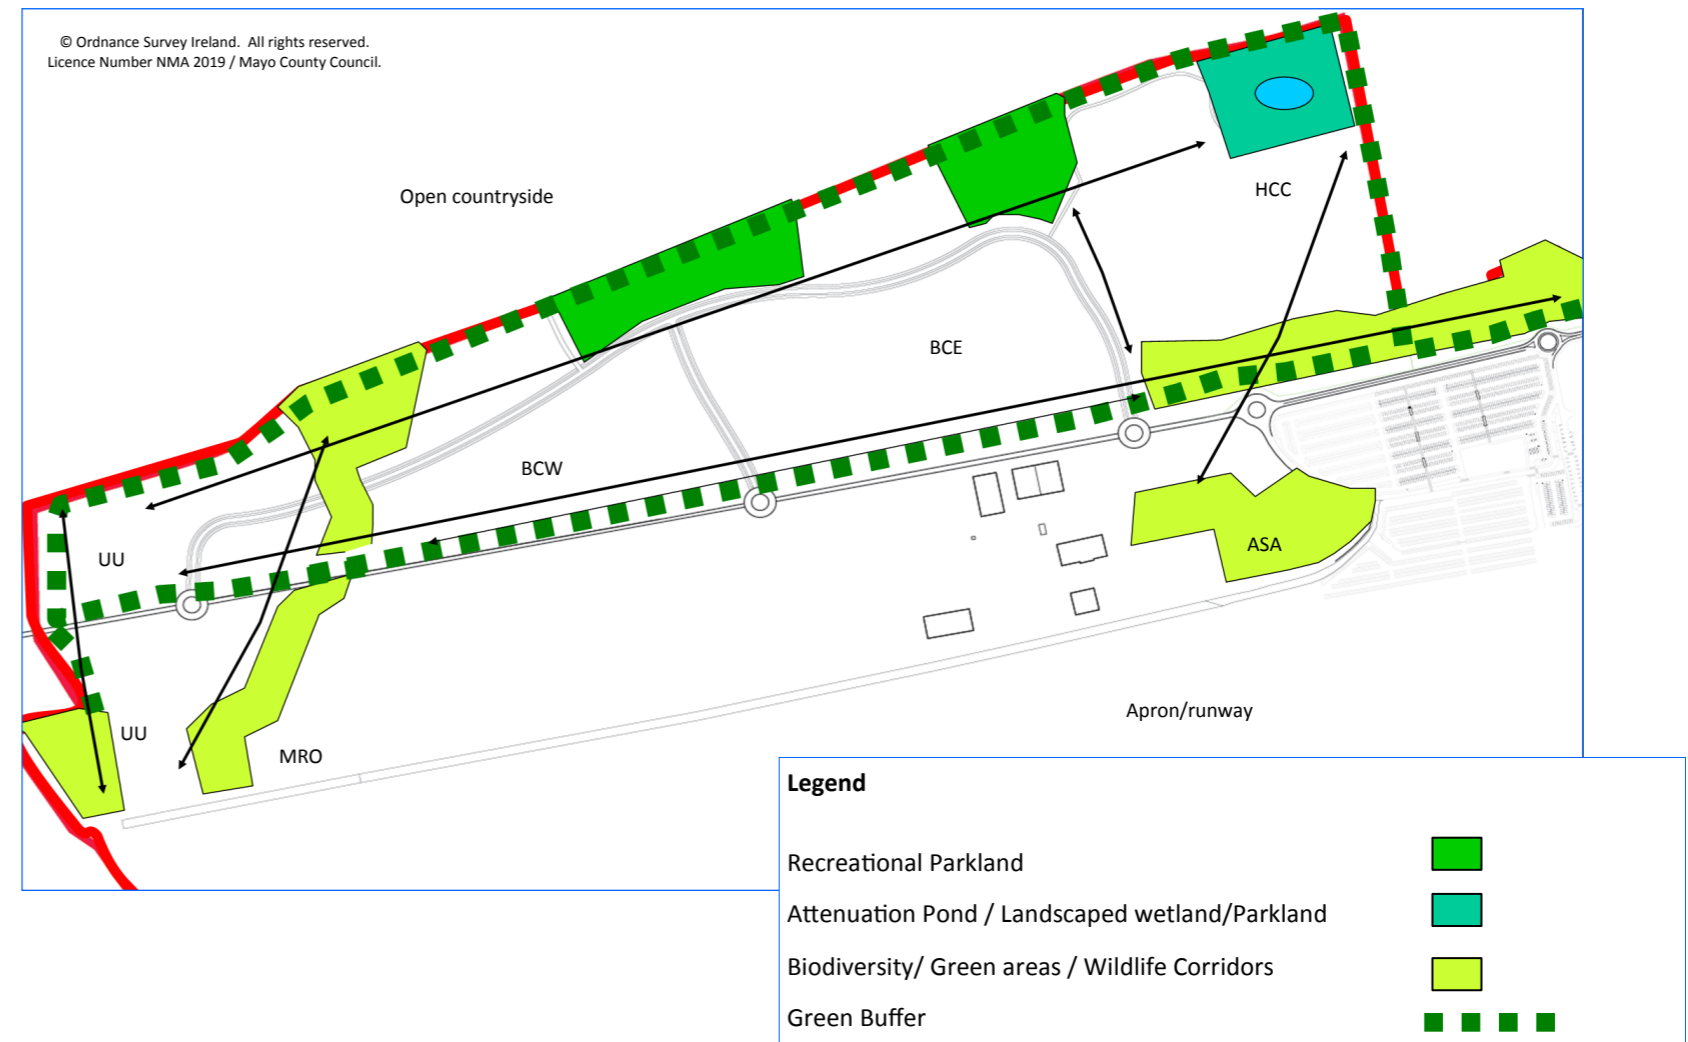 © Ordnance Survey Ireland.  All rights reserved.
Licence Number NMA 2019 / Mayo County Council.
Open countryside
HCC
BCE
BCW
UU
ASA
UU
MRO
Apron/runway
Legend
Recreational Parkland
Attenuation Pond / Landscaped wetland/Parkland
Biodiversity/ Green areas / Wildlife Corridors
Green Buffer